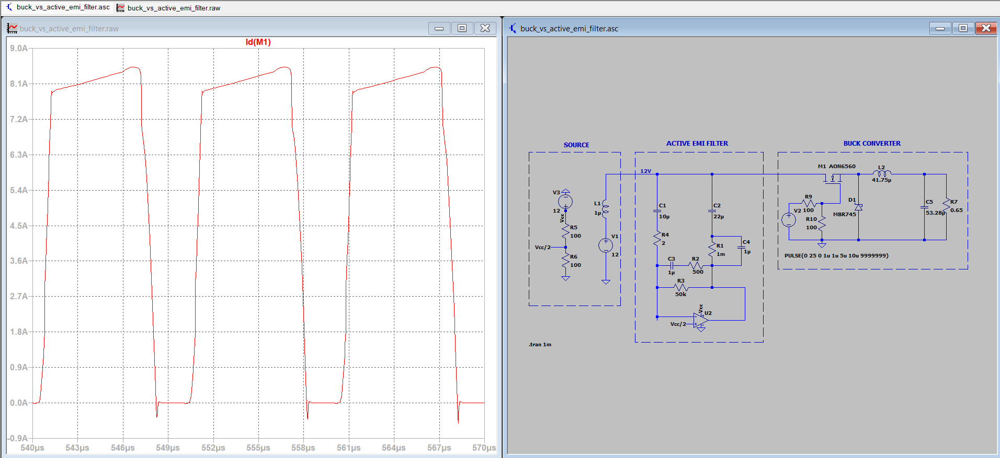 buck_vs_active_emi_filter.asc
buck_vs_active_emi_filter.raw
buck_vs_active_emi_filter.raw
Id(M1)
9.0A
8.1A
7.2A
6.3A
5.4A
4.5A
3.6A
2.7A
1.8A
0.9A
0.0A
-0.9A
540µs
543µs
546µs
549µs
552µs
555µs
558µs
561µs
564µs
567µs
570µs
buck_vs_active_emi_filter.asc
SOURCE
V3
12
Vcc
R5
100
Vcc/2
R6
100
L1
1µ
V1
12
.tran 1m
ACTIVE EMI FILTER
12V
C1
10µ
C2
22µ
R4
2
R1
1m
C4
1µ
C3
1µ
R2
500
R3
50k
Vcc
U2
Vcc/2
BUCK CONVERTER
M1 AON6560
L2
41.75µ
R9
100
V2
R10
100
D1
MBR745
C5
53.28µ
R7
0.65
PULSE(0 25 0 1u 1u 5u 10u 9999999)